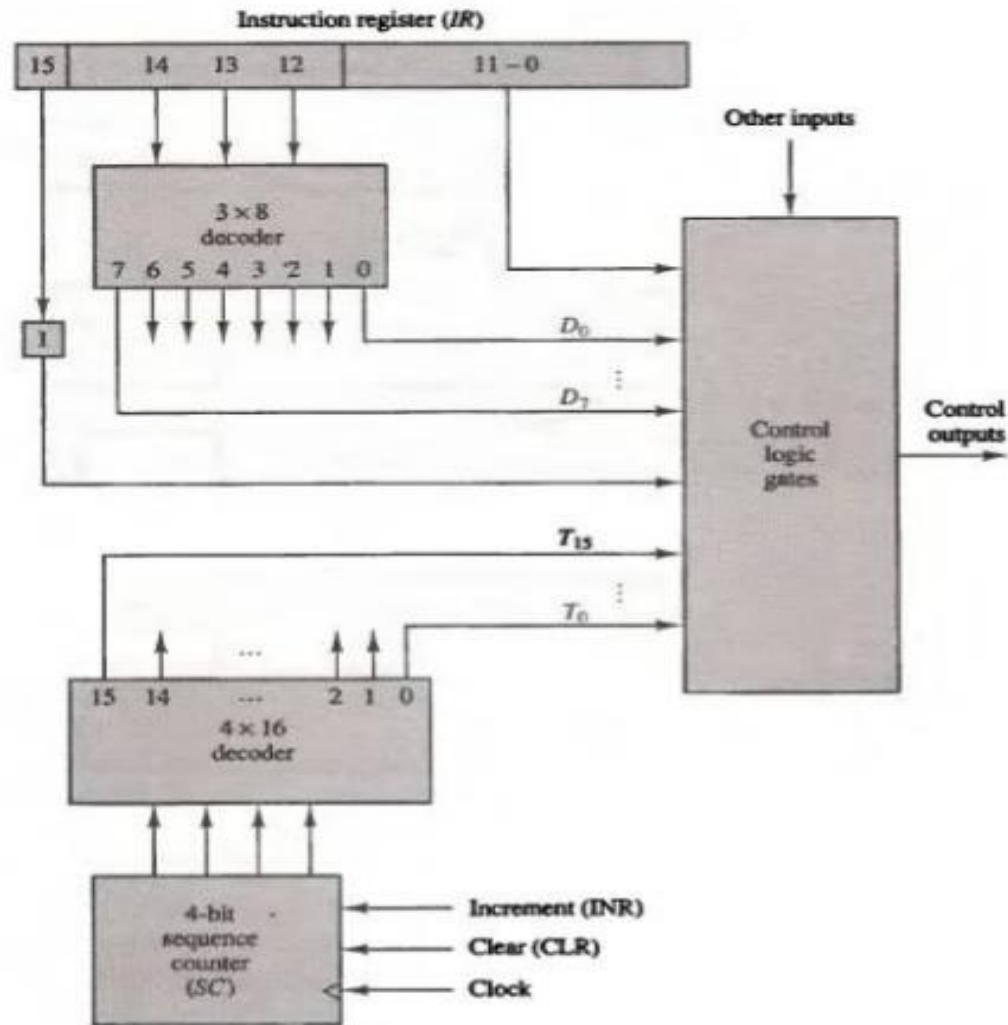 Instruction register (IR)
15 14 13 12 11 – 0
Other inputs
3 × 8
decoder
7 6 5 4 3 2 1 0
1
D0
⋮
D7
Control
logic
gates
Control
outputs
T15
⋮
T0
...
15 14 ... 2 1 0
4 × 16
decoder
4-bit
sequence
counter
(SC)
Increment (INR)
Clear (CLR)
Clock